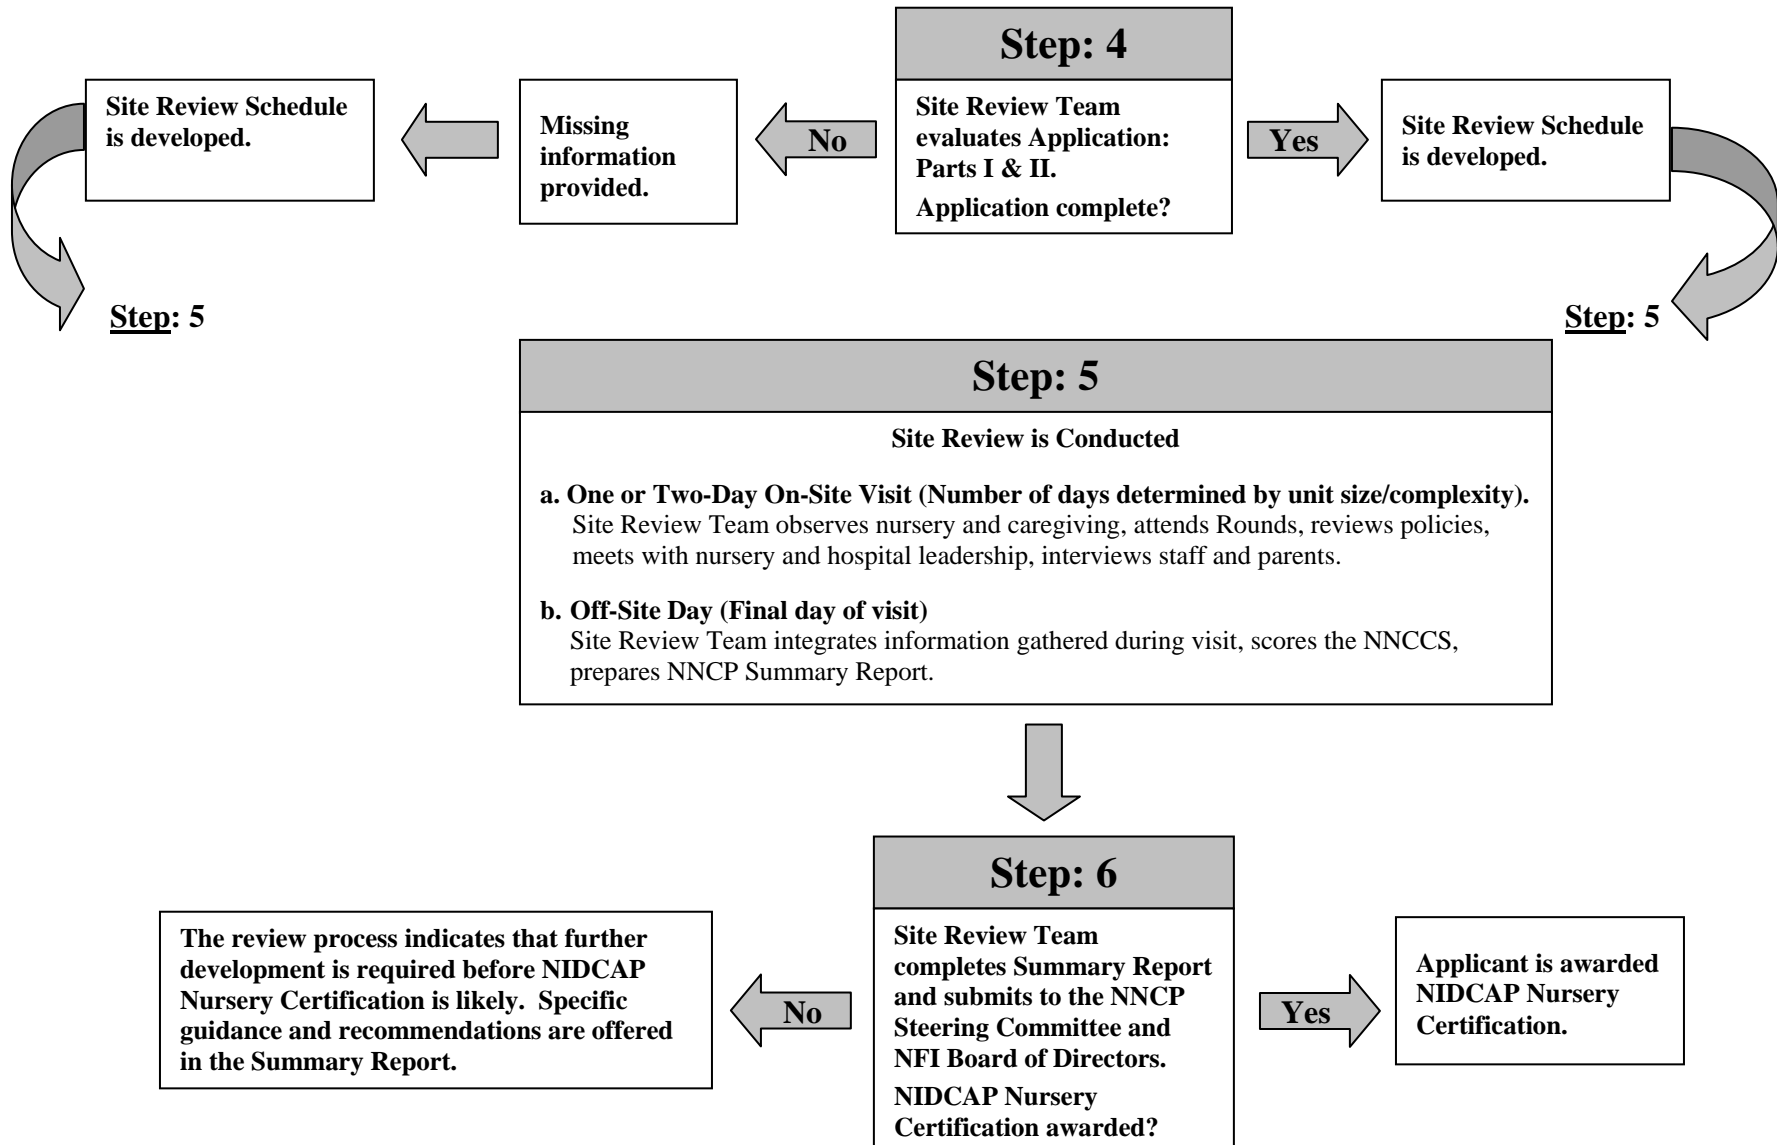 Step: 4
Site Review Team
evaluates Application:
Parts I & II.
Application complete?
No
Missing
information
provided.
Site Review Schedule
is developed.
Step: 5
Yes
Site Review Schedule
is developed.
Step: 5
Step: 5
Site Review is Conducted
a. One or Two-Day On-Site Visit (Number of days determined by unit size/complexity).
Site Review Team observes nursery and caregiving, attends Rounds, reviews policies,
meets with nursery and hospital leadership, interviews staff and parents.
b. Off-Site Day (Final day of visit)
Site Review Team integrates information gathered during visit, scores the NNCCS,
prepares NNCP Summary Report.
Step: 6
Site Review Team
completes Summary Report
and submits to the NNCP
Steering Committee and
NFI Board of Directors.
NIDCAP Nursery
Certification awarded?
No
The review process indicates that further
development is required before NIDCAP
Nursery Certification is likely.  Specific
guidance and recommendations are offered
in the Summary Report.
Yes
Applicant is awarded
NIDCAP Nursery
Certification.